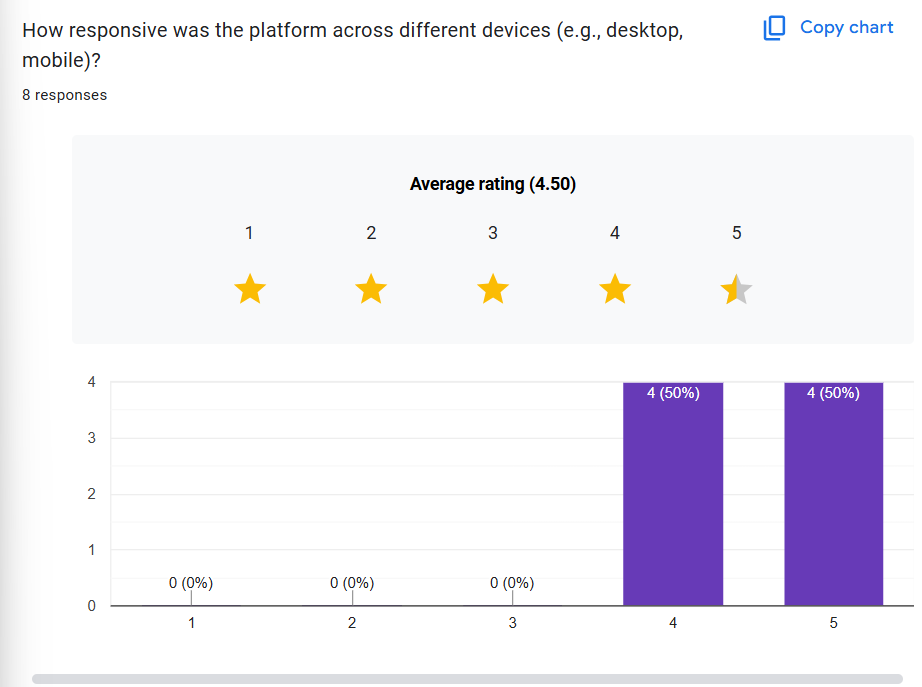 How responsive was the platform across different devices (e.g., desktop,
mobile)?
Copy chart
8 responses
Average rating (4.50)
1 2 3 4 5
4
3
2
1
0
0 (0%) 0 (0%) 0 (0%) 4 (50%) 4 (50%)
1 2 3 4 5